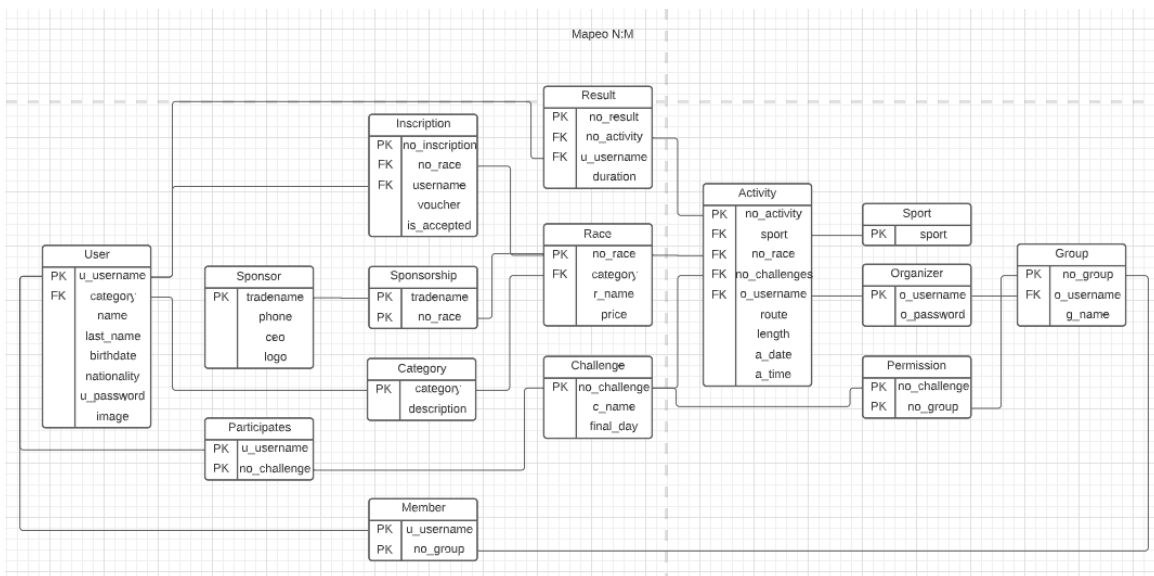 Mapeo N:M
Result
PK no_result
FK no_activity
FK u_username
duration
Inscription
PK no_inscription
FK no_race
FK username
voucher
is_accepted
Activity
PK no_activity
FK sport
FK no_race
FK no_challenges
FK o_username
route
length
a_date
a_time
Sport
PK sport
Race
PK no_race
FK category
r_name
price
User
PK u_username
FK category
name
last_name
birthdate
nationality
u_password
image
Sponsor
PK tradename
phone
ceo
logo
Sponsorship
PK tradename
PK no_race
Organizer
PK o_username
o_password
Group
PK no_group
FK o_username
g_name
Category
PK category
description
Challenge
PK no_challenge
c_name
final_day
Permission
PK no_challenge
PK no_group
Participates
PK u_username
PK no_challenge
Member
PK u_username
PK no_group